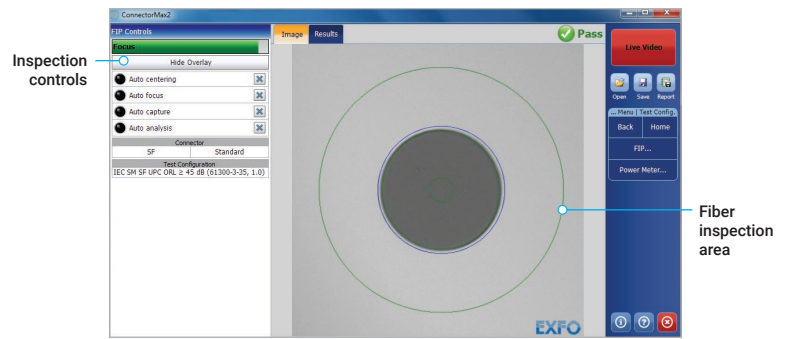 ConnectorMax2
FIP Controls
Focus
Hide Overlay
Auto centering
Auto focus
Auto capture
Auto analysis
Connector
SF Standard
Test Configuration
IEC SM SF UPC ORL ≥ 45 dB (61300-3-35, 1.0)
Inspection
controls
Image Results
Pass
EXFO
Live Video
Open Save Report
... Menu | Test Config.
Back Home
FIP...
Power Meter...
Fiber
inspection
area